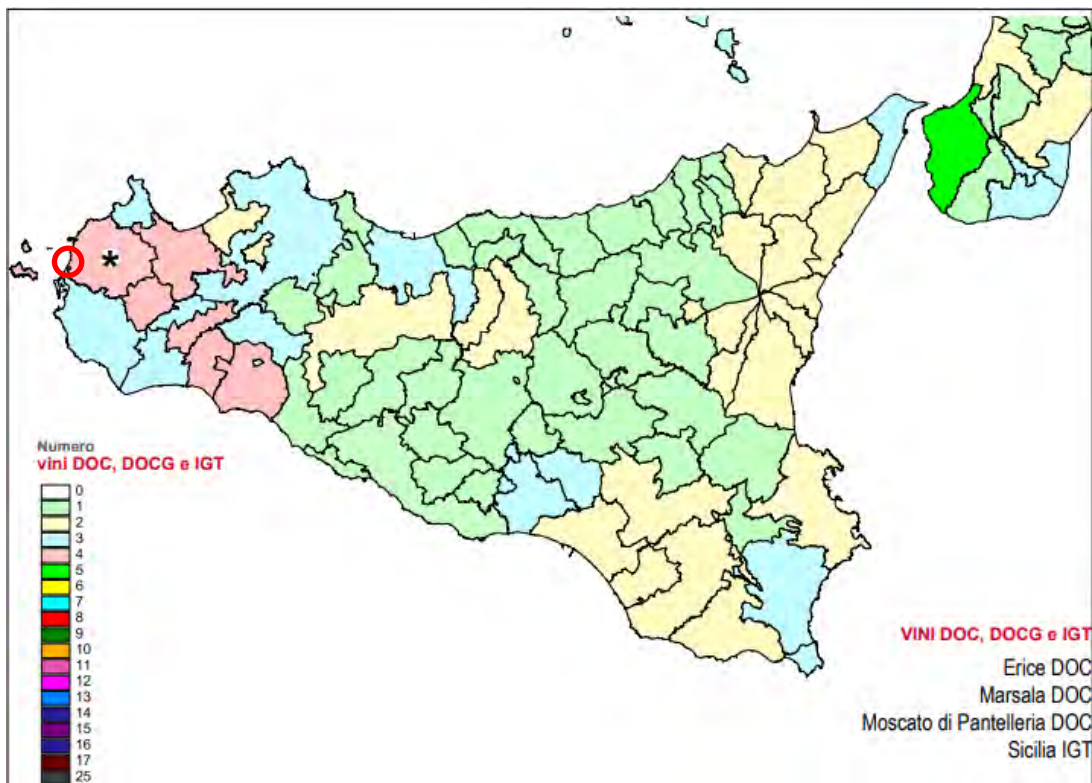 *
Numero
vini DOC, DOCG e IGT
0
1
2
3
4
5
6
7
8
9
10
11
12
13
14
15
16
17
25
VINI DOC, DOCG e IGT
Erice DOC
Marsala DOC
Moscato di Pantelleria DOC
Sicilia IGT